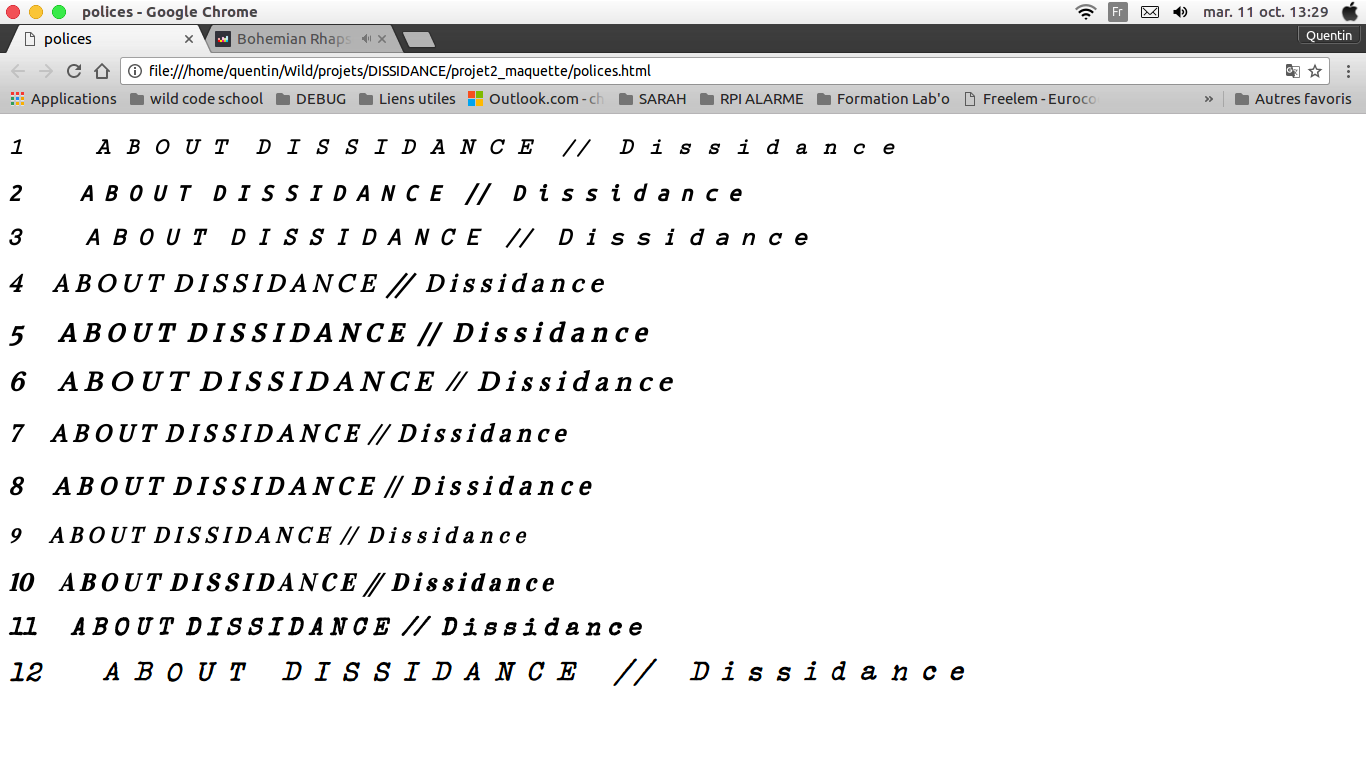 polices - Google Chrome Fr mar. 11 oct. 13:29
polices Bohemian Rhaps Quentin
file:///home/quentin/Wild/projets/DISSIDANCE/projet2_maquette/polices.html
Applications wild code school DEBUG Liens utiles Outlook.com - ch SARAH RPI ALARME Formation Lab'o Freelem - Euroco » Autres favoris
1 ABOUT DISSIDANCE // Dissidance
2 ABOUT DISSIDANCE // Dissidance
3 ABOUT DISSIDANCE // Dissidance
4 ABOUT DISSIDANCE // Dissidance
5 ABOUT DISSIDANCE // Dissidance
6 ABOUT DISSIDANCE // Dissidance
7 ABOUT DISSIDANCE // Dissidance
8 ABOUT DISSIDANCE // Dissidance
9 ABOUT DISSIDANCE // Dissidance
10 ABOUT DISSIDANCE // Dissidance
11 ABOUT DISSIDANCE // Dissidance
12 ABOUT DISSIDANCE // Dissidance